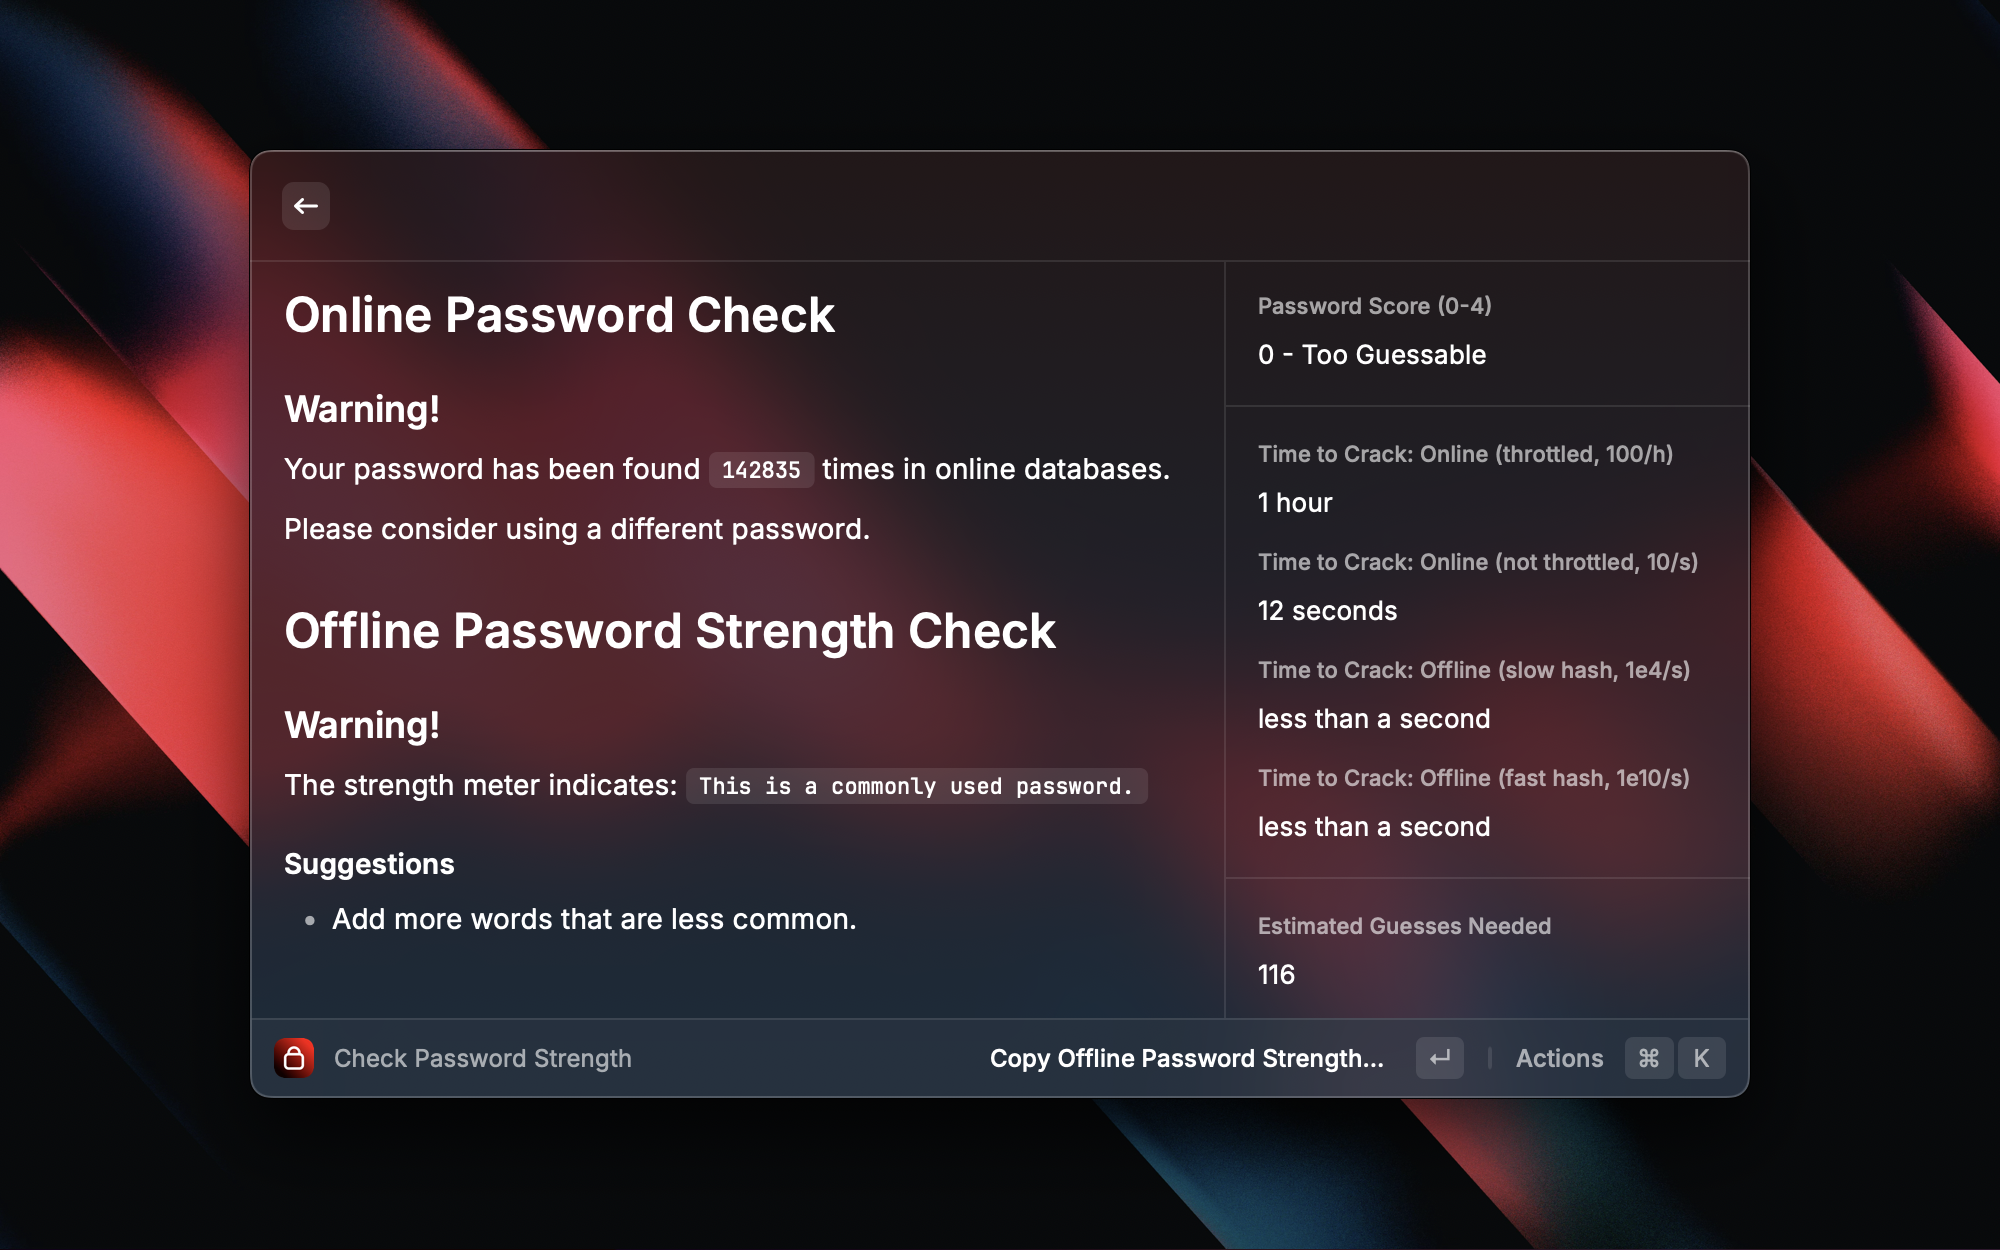 Online Password Check
Warning!
Your password has been found 142835 times in online databases.
Please consider using a different password.
Offline Password Strength Check
Warning!
The strength meter indicates: This is a commonly used password.
Suggestions
• Add more words that are less common.
Password Score (0-4)
0 - Too Guessable
Time to Crack: Online (throttled, 100/h)
1 hour
Time to Crack: Online (not throttled, 10/s)
12 seconds
Time to Crack: Offline (slow hash, 1e4/s)
less than a second
Time to Crack: Offline (fast hash, 1e10/s)
less than a second
Estimated Guesses Needed
116
Check Password Strength
Copy Offline Password Strength... ↵ Actions ⌘ K